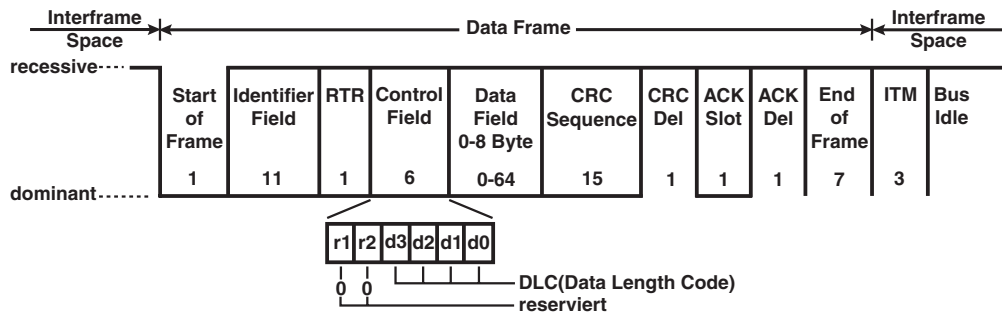 Interframe Space
Data Frame
Interframe Space
recessive
Start of Frame
Identifier Field
RTR
Control Field
Data Field 0-8 Byte
CRC Sequence
CRC Del
ACK Slot
ACK Del
End of Frame
ITM
Bus Idle
dominant
1
11
1
6
0-64
15
1
1
1
7
3
r1 r2 d3 d2 d1 d0
DLC(Data Length Code)
0 0
reserviert